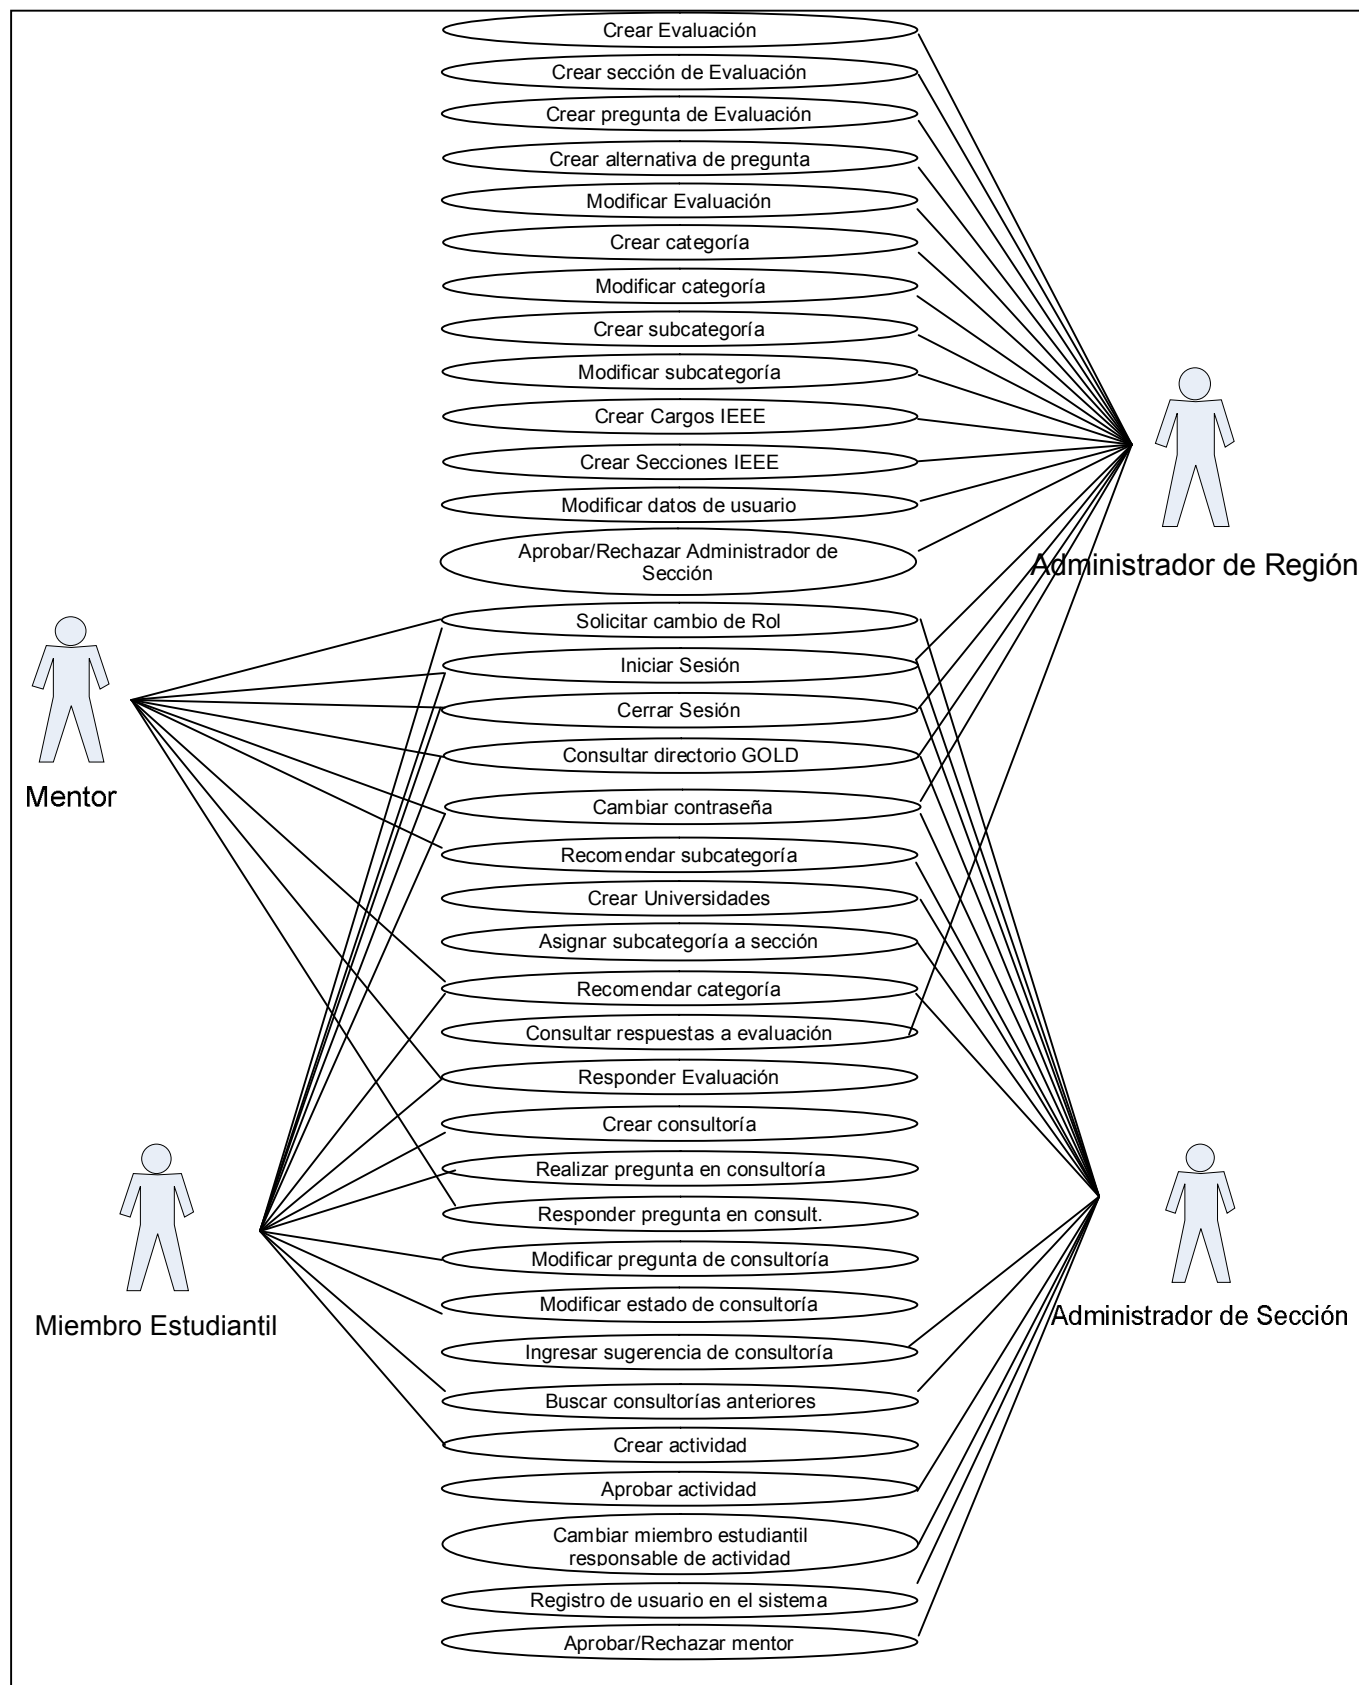 Crear Evaluación
Crear sección de Evaluación
Crear pregunta de Evaluación
Crear alternativa de pregunta
Modificar Evaluación
Crear categoría
Modificar categoría
Crear subcategoría
Modificar subcategoría
Crear Cargos IEEE
Crear Secciones IEEE
Modificar datos de usuario
Aprobar/Rechazar Administrador de
Sección
Administrador de Región
Solicitar cambio de Rol
Iniciar Sesión
Cerrar Sesión
Consultar directorio GOLD
Mentor
Cambiar contraseña
Recomendar subcategoría
Crear Universidades
Asignar subcategoría a sección
Recomendar categoría
Consultar respuestas a evaluación
Responder Evaluación
Crear consultoría
Realizar pregunta en consultoría
Responder pregunta en consult.
Modificar pregunta de consultoría
Modificar estado de consultoría
Miembro Estudiantil
Administrador de Sección
Ingresar sugerencia de consultoría
Buscar consultorías anteriores
Crear actividad
Aprobar actividad
Cambiar miembro estudiantil
responsable de actividad
Registro de usuario en el sistema
Aprobar/Rechazar mentor